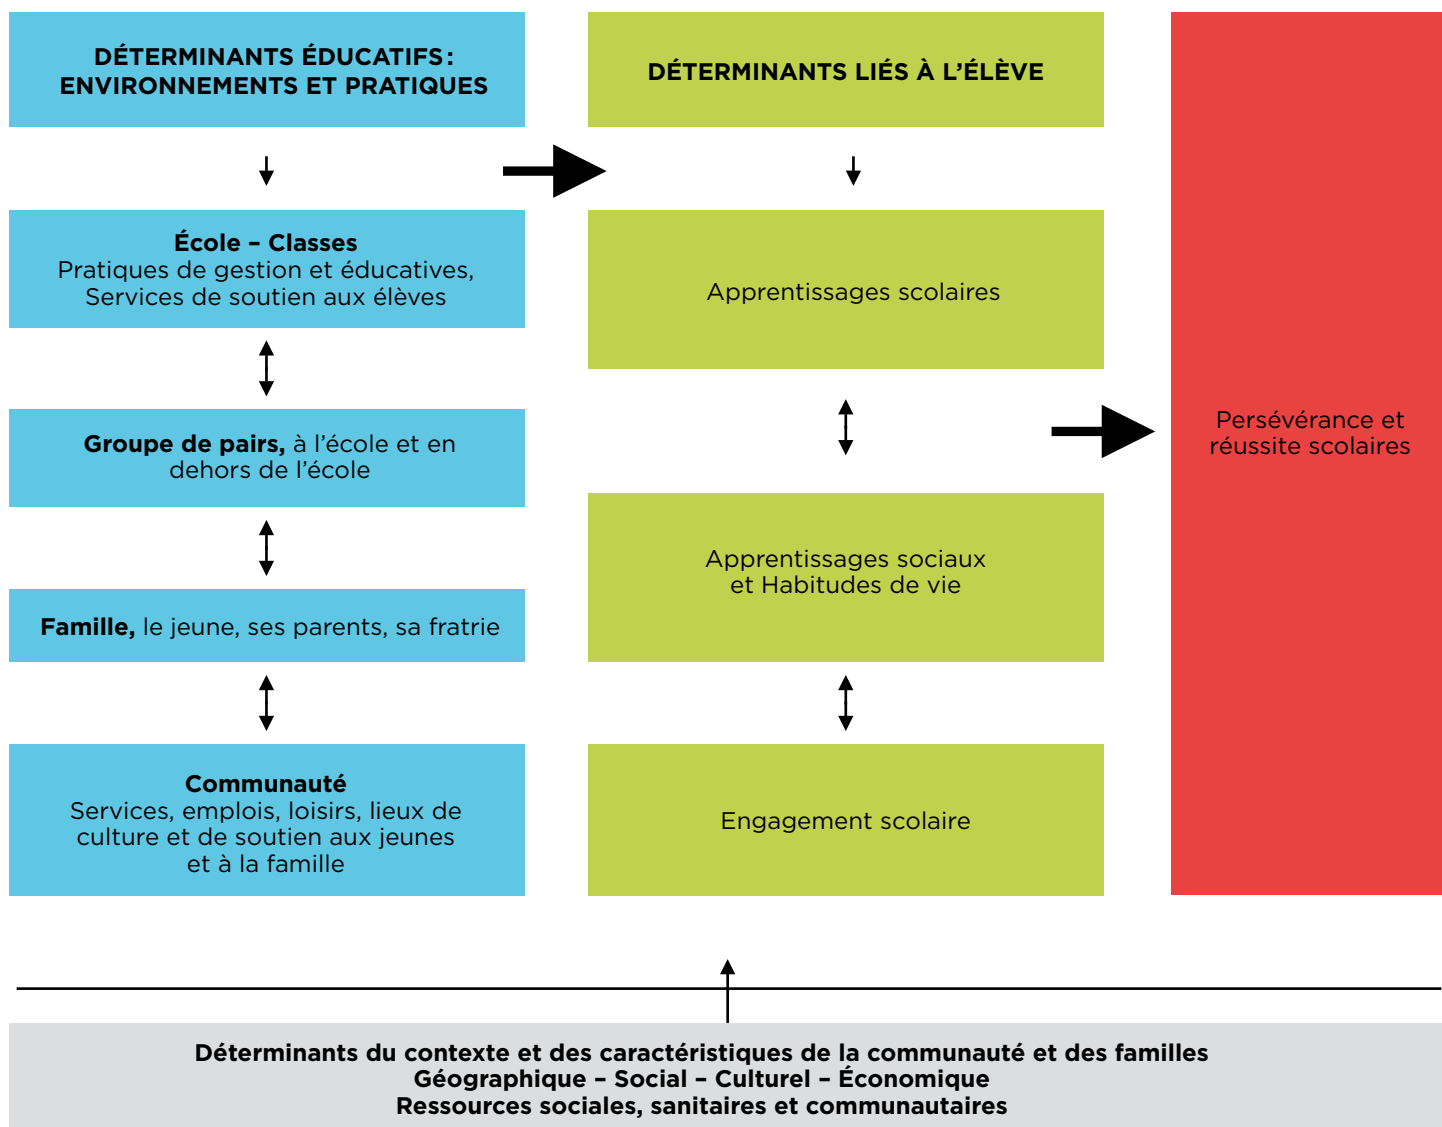 DÉTERMINANTS ÉDUCATIFS :
ENVIRONNEMENTS ET PRATIQUES
École – Classes
Pratiques de gestion et éducatives,
Services de soutien aux élèves
Groupe de pairs, à l’école et en
dehors de l’école
Famille, le jeune, ses parents, sa fratrie
Communauté
Services, emplois, loisirs, lieux de
culture et de soutien aux jeunes
et à la famille
DÉTERMINANTS LIÉS À L’ÉLÈVE
Apprentissages scolaires
Apprentissages sociaux
et Habitudes de vie
Engagement scolaire
Persévérance et
réussite scolaires
Déterminants du contexte et des caractéristiques de la communauté et des familles
Géographique – Social – Culturel – Économique
Ressources sociales, sanitaires et communautaires